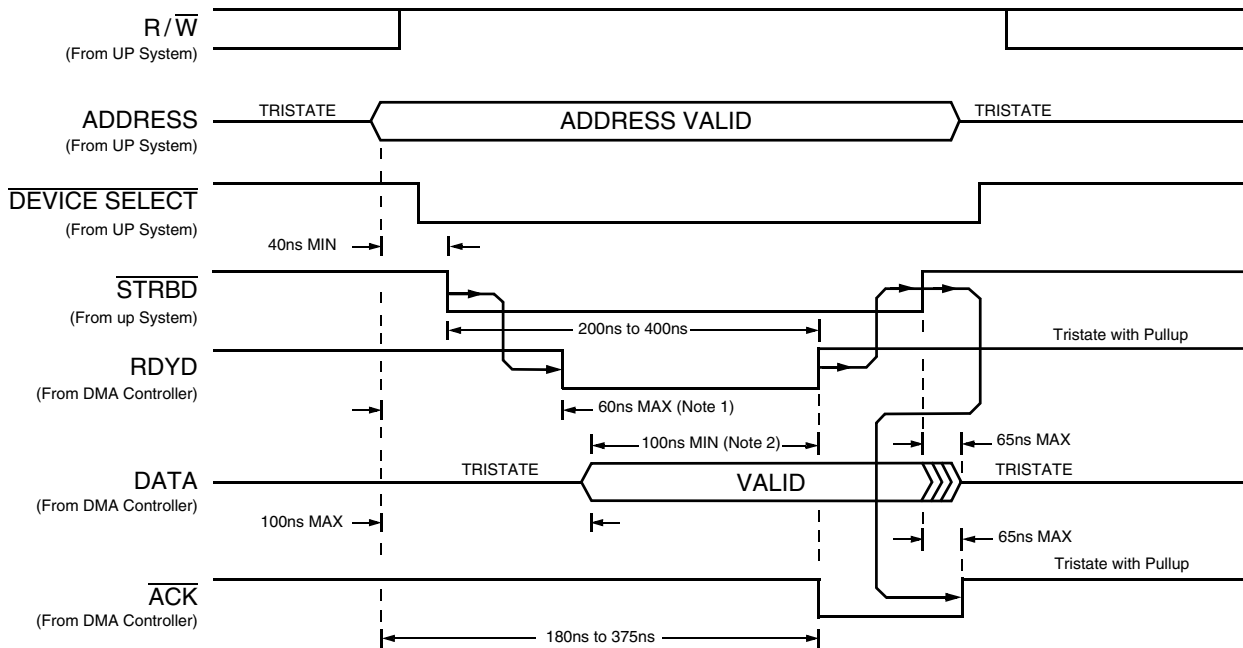 R/W
(From UP System)
TRISTATE
ADDRESS VALID
TRISTATE
ADDRESS
(From UP System)
DEVICE SELECT
(From UP System)
40ns MIN
STRBD
(From up System)
200ns to 400ns
Tristate with Pullup
RDYD
(From DMA Controller)
60ns MAX (Note 1)
100ns MIN (Note 2)
65ns MAX
TRISTATE
VALID
TRISTATE
DATA
(From DMA Controller)
100ns MAX
65ns MAX
Tristate with Pullup
ACK
(From DMA Controller)
180ns to 375ns